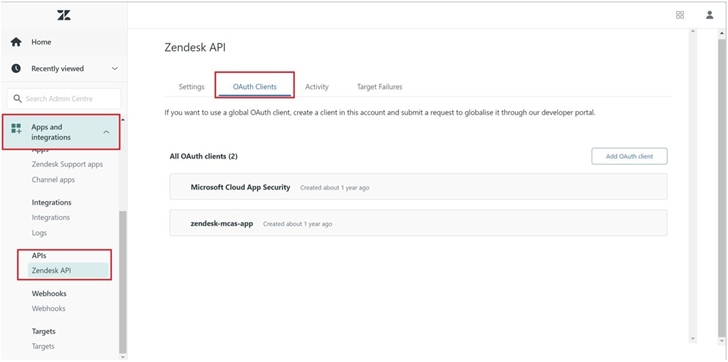 Home
Recently viewed
Search Admin Centre
Apps and
integrations
Apps
Zendesk Support apps
Channel apps
Integrations
Integrations
Logs
APIs
Zendesk API
Webhooks
Webhooks
Targets
Targets
Zendesk API
Settings
OAuth Clients
Activity
Target Failures
If you want to use a global OAuth client, create a client in this account and submit a request to globalise it through our developer portal.
All OAuth clients (2)
Add OAuth client
Microsoft Cloud App Security Created about 1 year ago
zendesk-mcas-app Created about 1 year ago